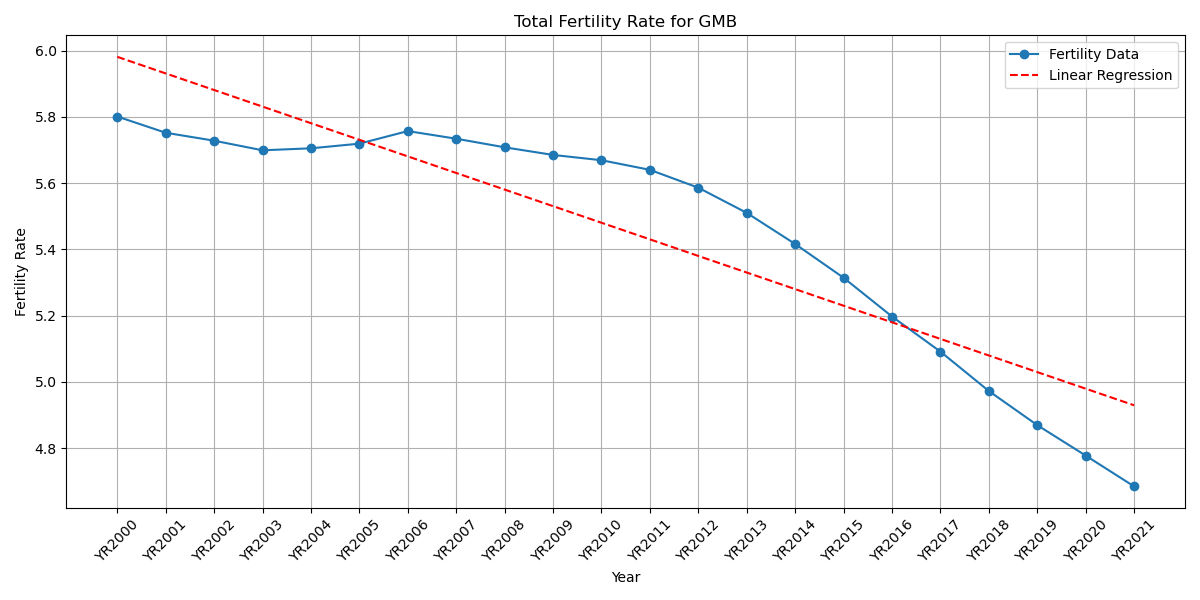 Total Fertility Rate for GMB
Fertility Data
Linear Regression
Fertility Rate
6.0
5.8
5.6
5.4
5.2
5.0
4.8
YR2000
YR2001
YR2002
YR2003
YR2004
YR2005
YR2006
YR2007
YR2008
YR2009
YR2010
YR2011
YR2012
YR2013
YR2014
YR2015
YR2016
YR2017
YR2018
YR2019
YR2020
YR2021
Year